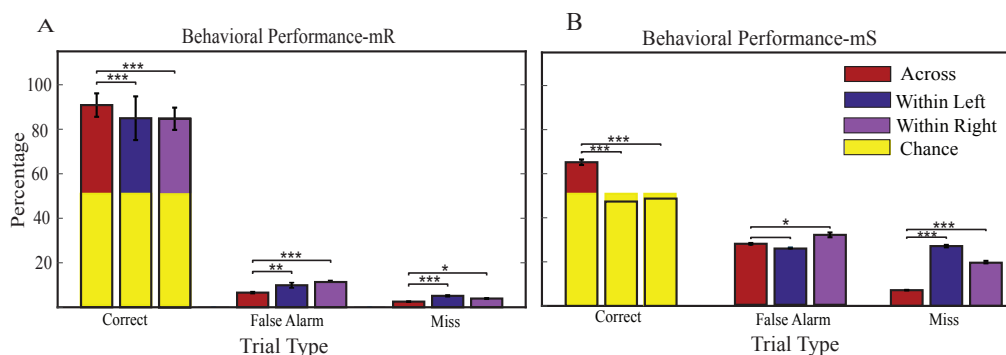 A
Behavioral Performance-mR
***
***
100
80
60
40
20
Percentage
***
**
*
***
Correct
False Alarm
Miss
Trial Type
B
Behavioral Performance-mS
Across
Within Left
Within Right
Chance
***
***
*
***
***
Correct
False Alarm
Miss
Trial Type